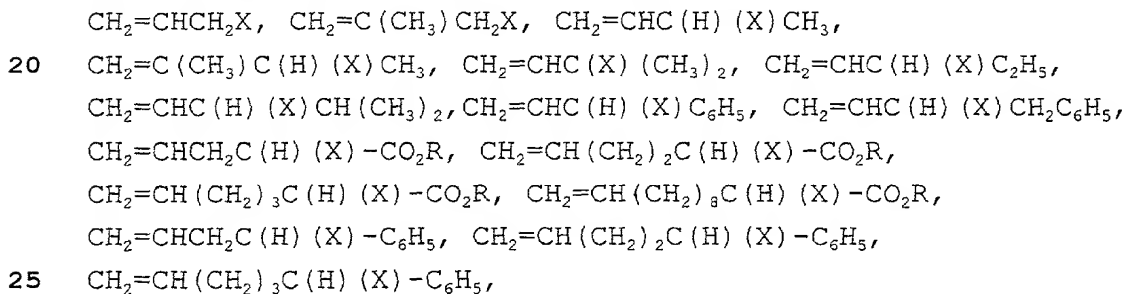 CH₂=CHCH₂X, CH₂=C(CH₃)CH₂X, CH₂=CHC(H)(X)CH₃,
20 CH₂=C(CH₃)C(H)(X)CH₃, CH₂=CHC(X)(CH₃)₂, CH₂=CHC(H)(X)C₂H₅,
CH₂=CHC(H)(X)CH(CH₃)₂, CH₂=CHC(H)(X)C₆H₅, CH₂=CHC(H)(X)CH₂C₆H₅,
CH₂=CHCH₂C(H)(X)-CO₂R, CH₂=CH(CH₂)₂C(H)(X)-CO₂R,
CH₂=CH(CH₂)₃C(H)(X)-CO₂R, CH₂=CH(CH₂)₈C(H)(X)-CO₂R,
CH₂=CHCH₂C(H)(X)-C₆H₅, CH₂=CH(CH₂)₂C(H)(X)-C₆H₅,
25 CH₂=CH(CH₂)₃C(H)(X)-C₆H₅,